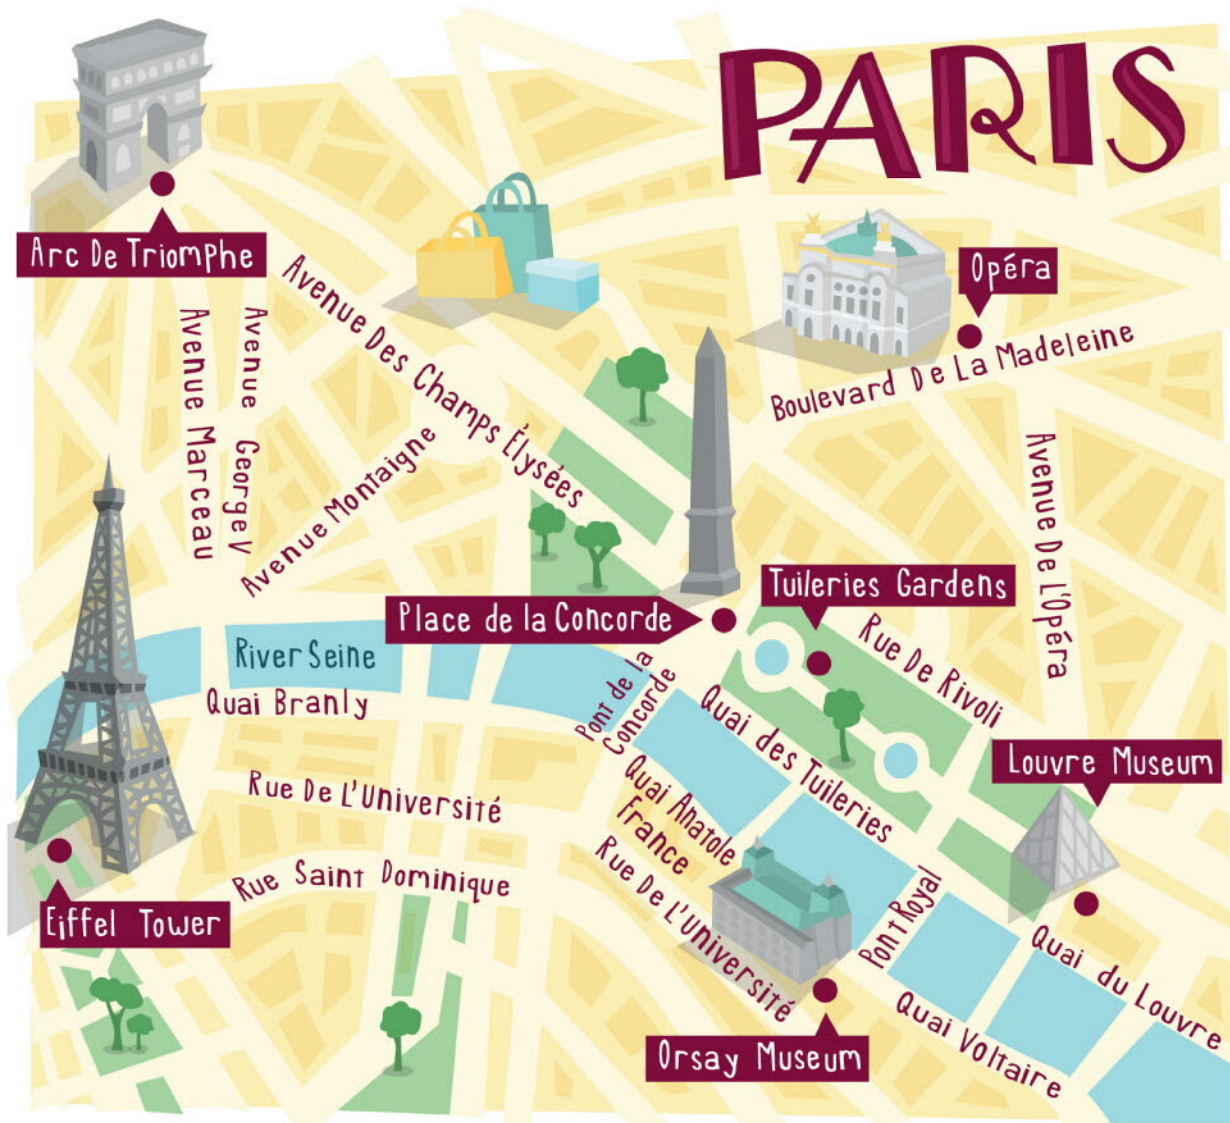 PARIS
Arc De Triomphe
Opéra
Avenue Des Champs Élysées
Avenue Marceau
Avenue George V
Avenue Montaigne
Boulevard De La Madeleine
Avenue De L'Opéra
Tuileries Gardens
Place de la Concorde
Rue De Rivoli
River Seine
Quai Branly
Pont de la
Concorde
Quai des Tuileries
Louvre Museum
Rue De L'Université
Quai Anatole
France
Rue De L'Université
Rue Saint Dominique
Eiffel Tower
Pont Royal
Quai du Louvre
Quai Voltaire
Orsay Museum